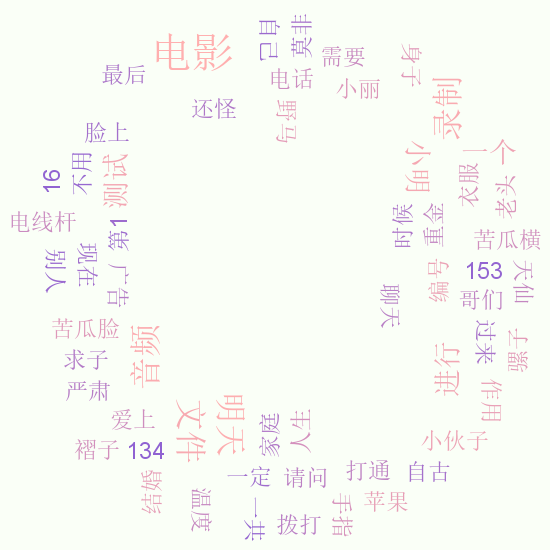 电影
自己
莫非
需要
身子
最后
电话
小丽
录制
还怪
野马
脸上
小明
一个
不用
测试
16
衣服
老头
电线杆
第1
时候
重金
苦瓜横
别人
现在
广告
编号
153
天仙
聊天
哥们
苦瓜脸
音频
过来
骡子
求子
进行
严肃
作用
爱上
文件
明天
家庭
人生
小伙子
褶子
134
结婚
一定
请问
打通
自古
温度
一共
拨打
手指
苹果